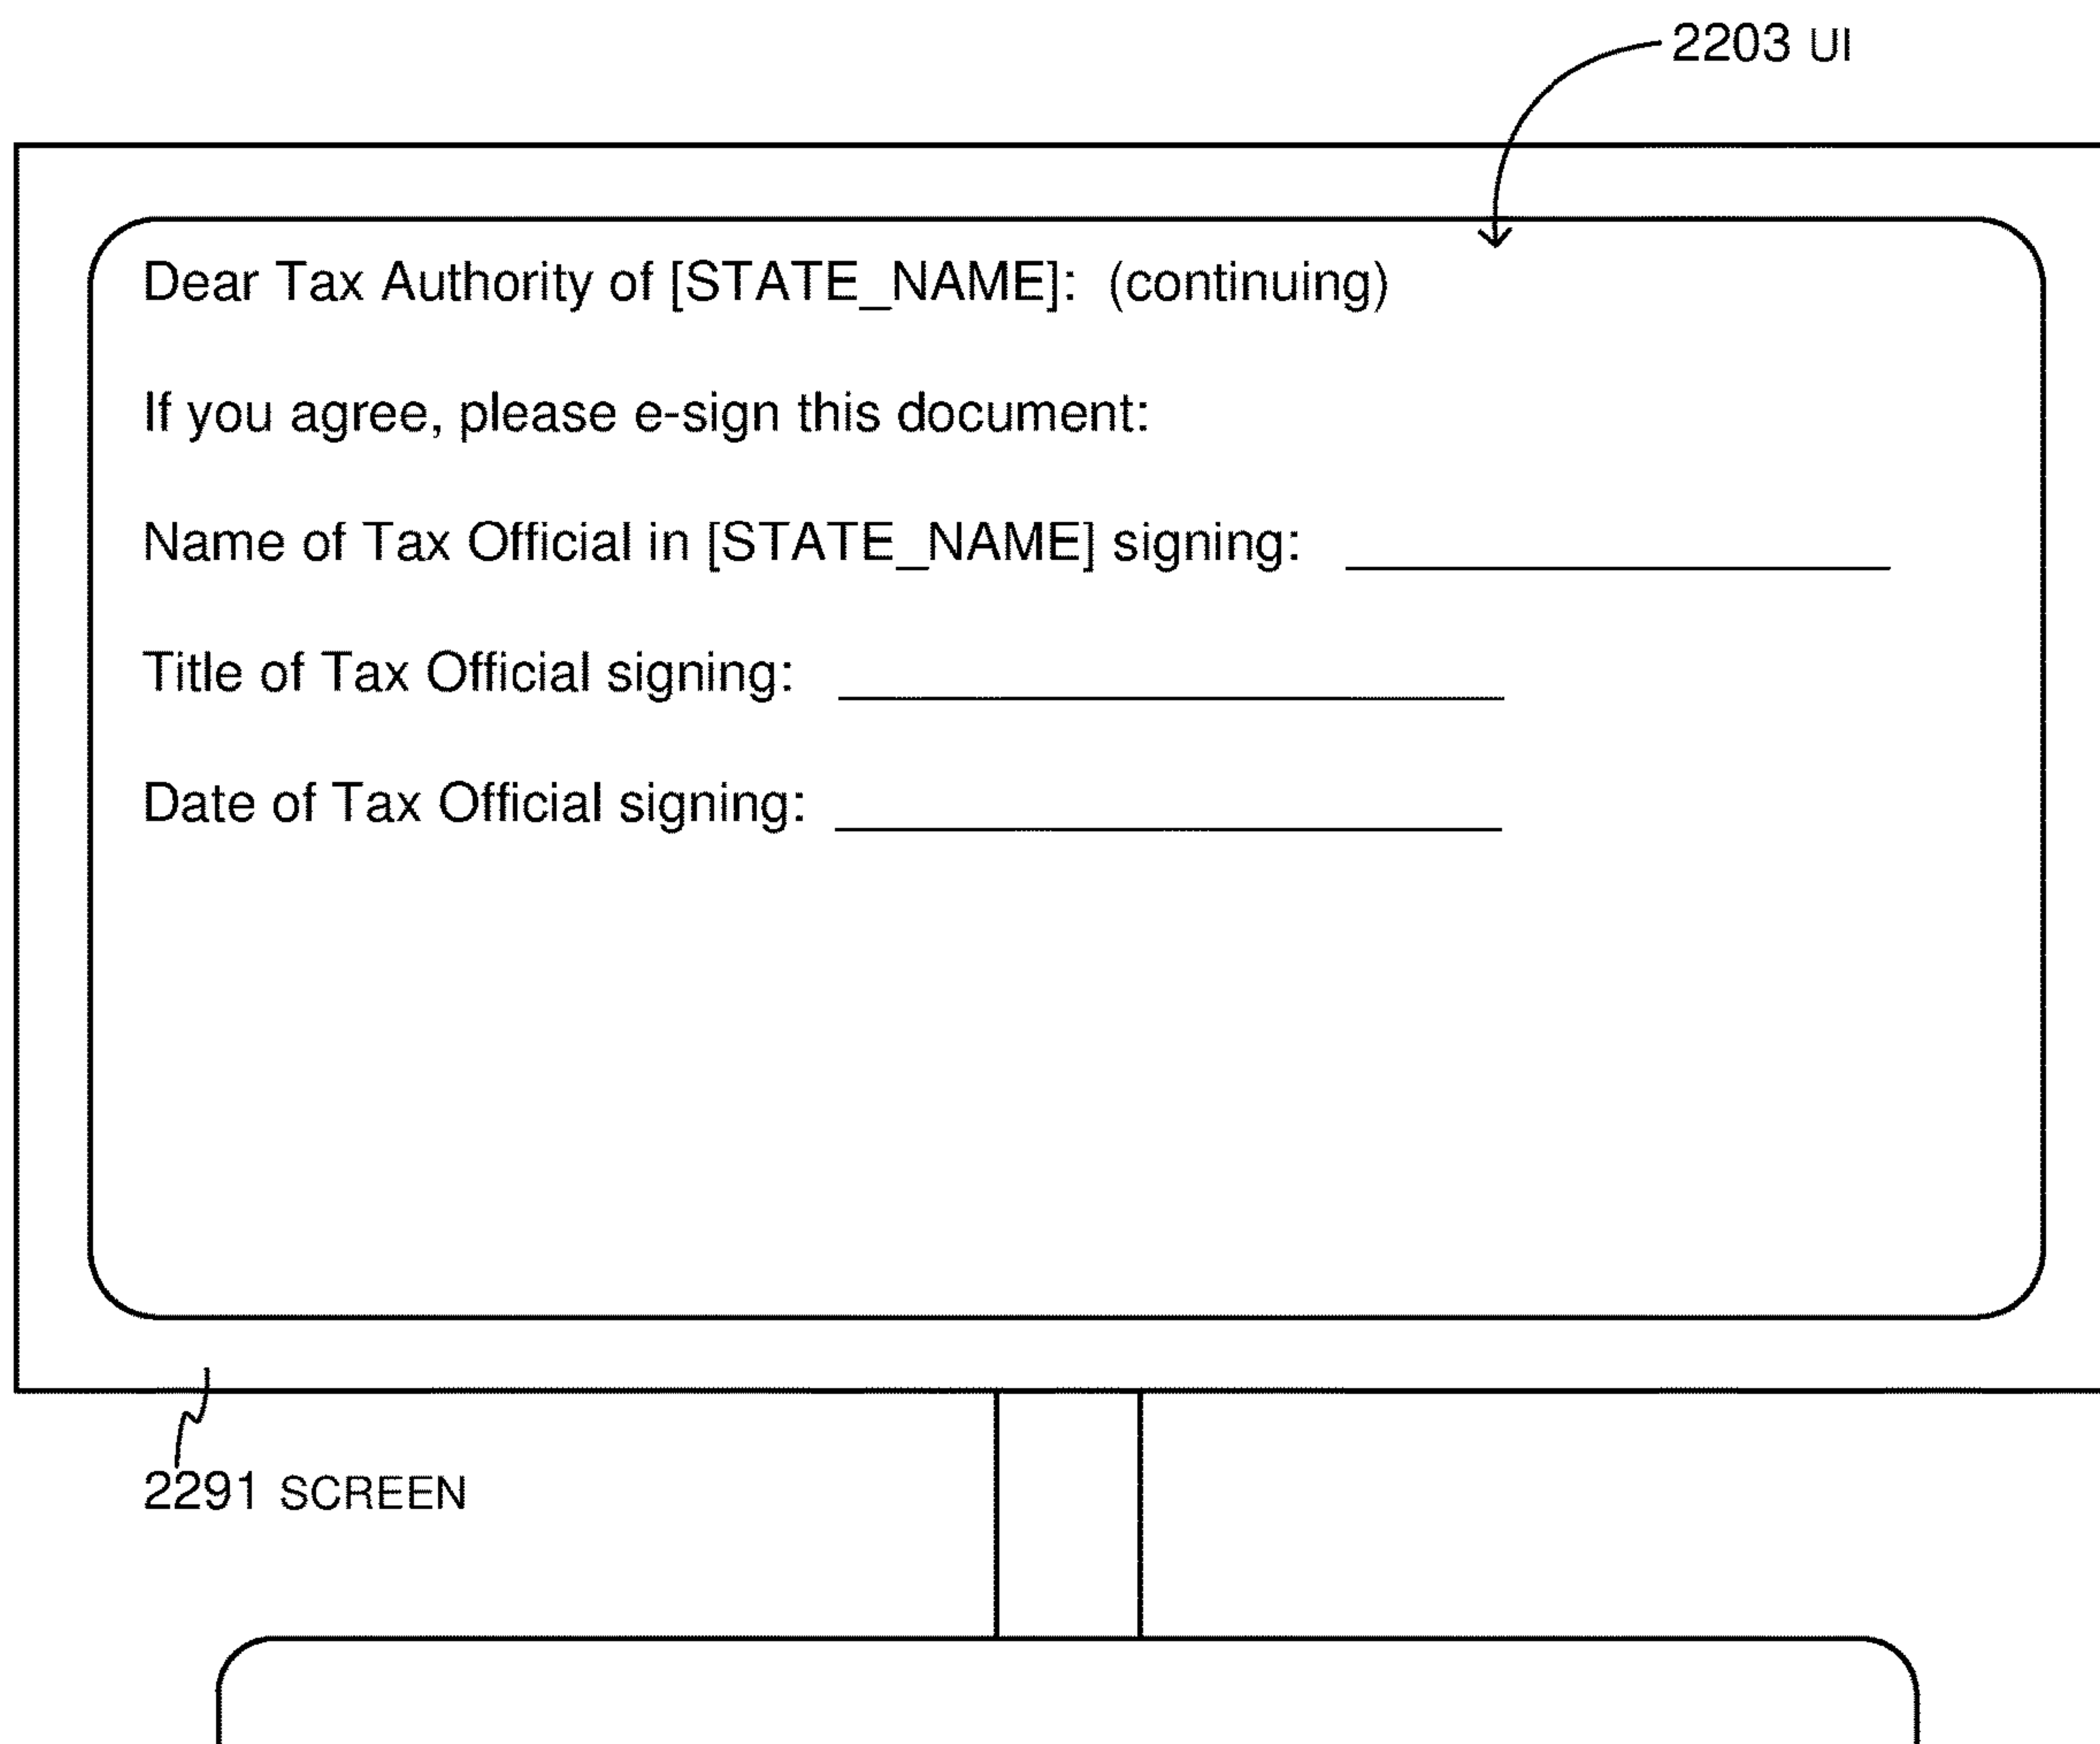 2203 UI
Dear Tax Authority of [STATE_NAME]: (continuing)
If you agree, please e-sign this document:
Name of Tax Official in [STATE_NAME] signing:
Title of Tax Official signing:
Date of Tax Official signing:
2291 SCREEN